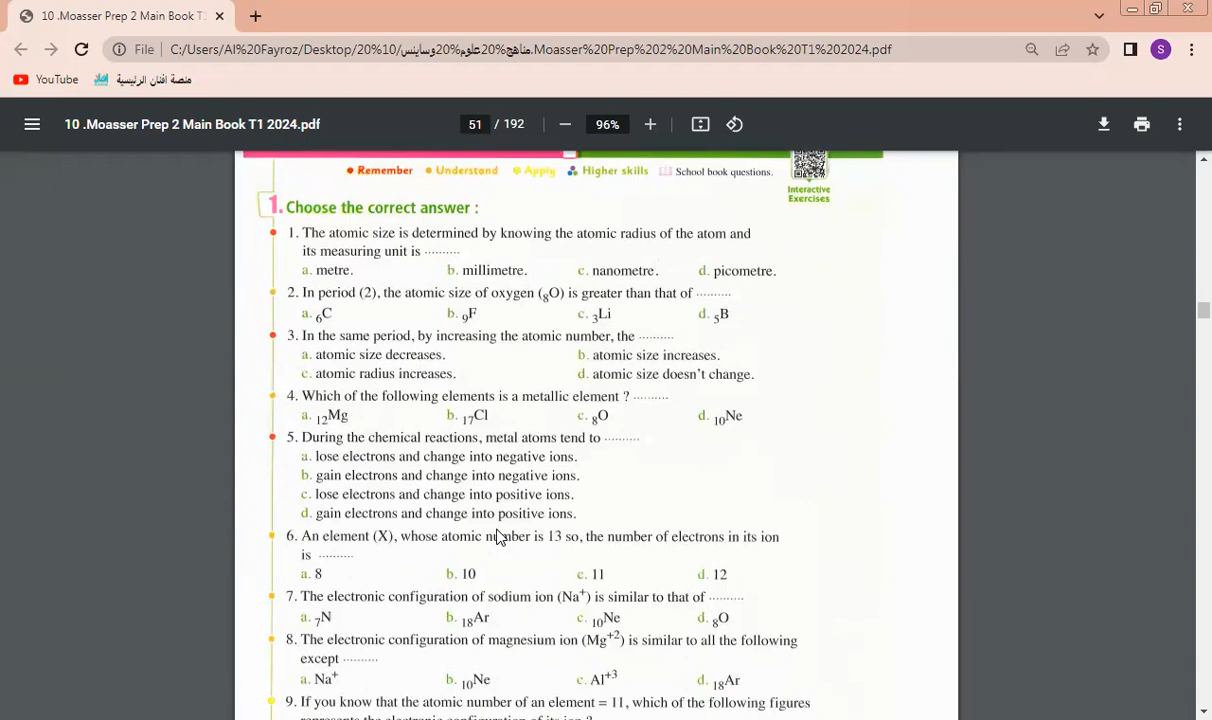 10 .Moasser Prep 2 Main Book T1
File C:/Users/Al%20Fayroz/Desktop/20%10/مناهج%20علوم%20وساينس.Moasser%20Prep%202%20Main%20Book%20T1%202024.pdf
S
YouTube منصة أفنان الرئيسية
10 .Moasser Prep 2 Main Book T1 2024.pdf 51 / 192 96%
Remember Understand Apply Higher skills School book questions.
Interactive
Exercises
1. Choose the correct answer :
1. The atomic size is determined by knowing the atomic radius of the atom and
its measuring unit is ..........
a. metre. b. millimetre. c. nanometre. d. picometre.
2. In period (2), the atomic size of oxygen (₈O) is greater than that of ..........
a. ₆C b. ₉F c. ₃Li d. ₅B
3. In the same period, by increasing the atomic number, the ..........
a. atomic size decreases. b. atomic size increases.
c. atomic radius increases. d. atomic size doesn't change.
4. Which of the following elements is a metallic element ? ..........
a. ₁₂Mg b. ₁₇Cl c. ₈O d. ₁₀Ne
5. During the chemical reactions, metal atoms tend to ..........
a. lose electrons and change into negative ions.
b. gain electrons and change into negative ions.
c. lose electrons and change into positive ions.
d. gain electrons and change into positive ions.
6. An element (X), whose atomic number is 13 so, the number of electrons in its ion
is ..........
a. 8 b. 10 c. 11 d. 12
7. The electronic configuration of sodium ion (Na⁺) is similar to that of ..........
a. ₇N b. ₁₈Ar c. ₁₀Ne d. ₈O
8. The electronic configuration of magnesium ion (Mg⁺²) is similar to all the following
except ..........
a. Na⁺ b. ₁₀Ne c. Al⁺³ d. ₁₈Ar
9. If you know that the atomic number of an element = 11, which of the following figures
represents the electronic configuration of its ion ?